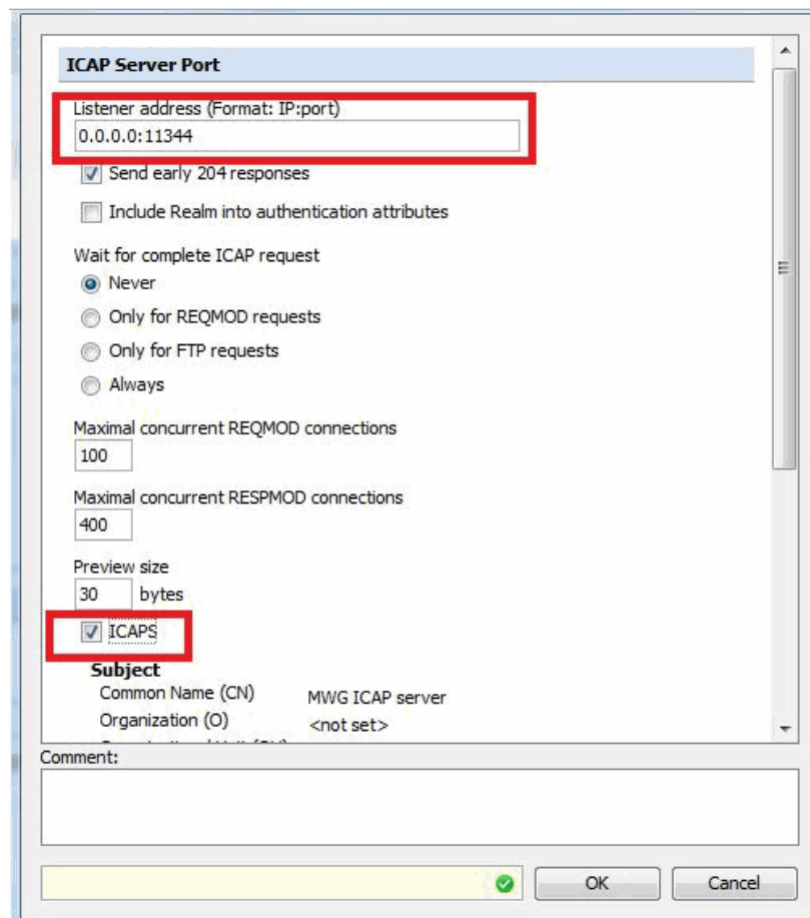 ICAP Server Port
Listener address (Format: IP:port)
0.0.0.0:11344
Send early 204 responses
Include Realm into authentication attributes
Wait for complete ICAP request
Never
Only for REQMOD requests
Only for FTP requests
Always
Maximal concurrent REQMOD connections
100
Maximal concurrent RESPMOD connections
400
Preview size
30 bytes
ICAPS
Subject
Common Name (CN) MWG ICAP server
Organization (O) <not set>
Comment:
OK Cancel